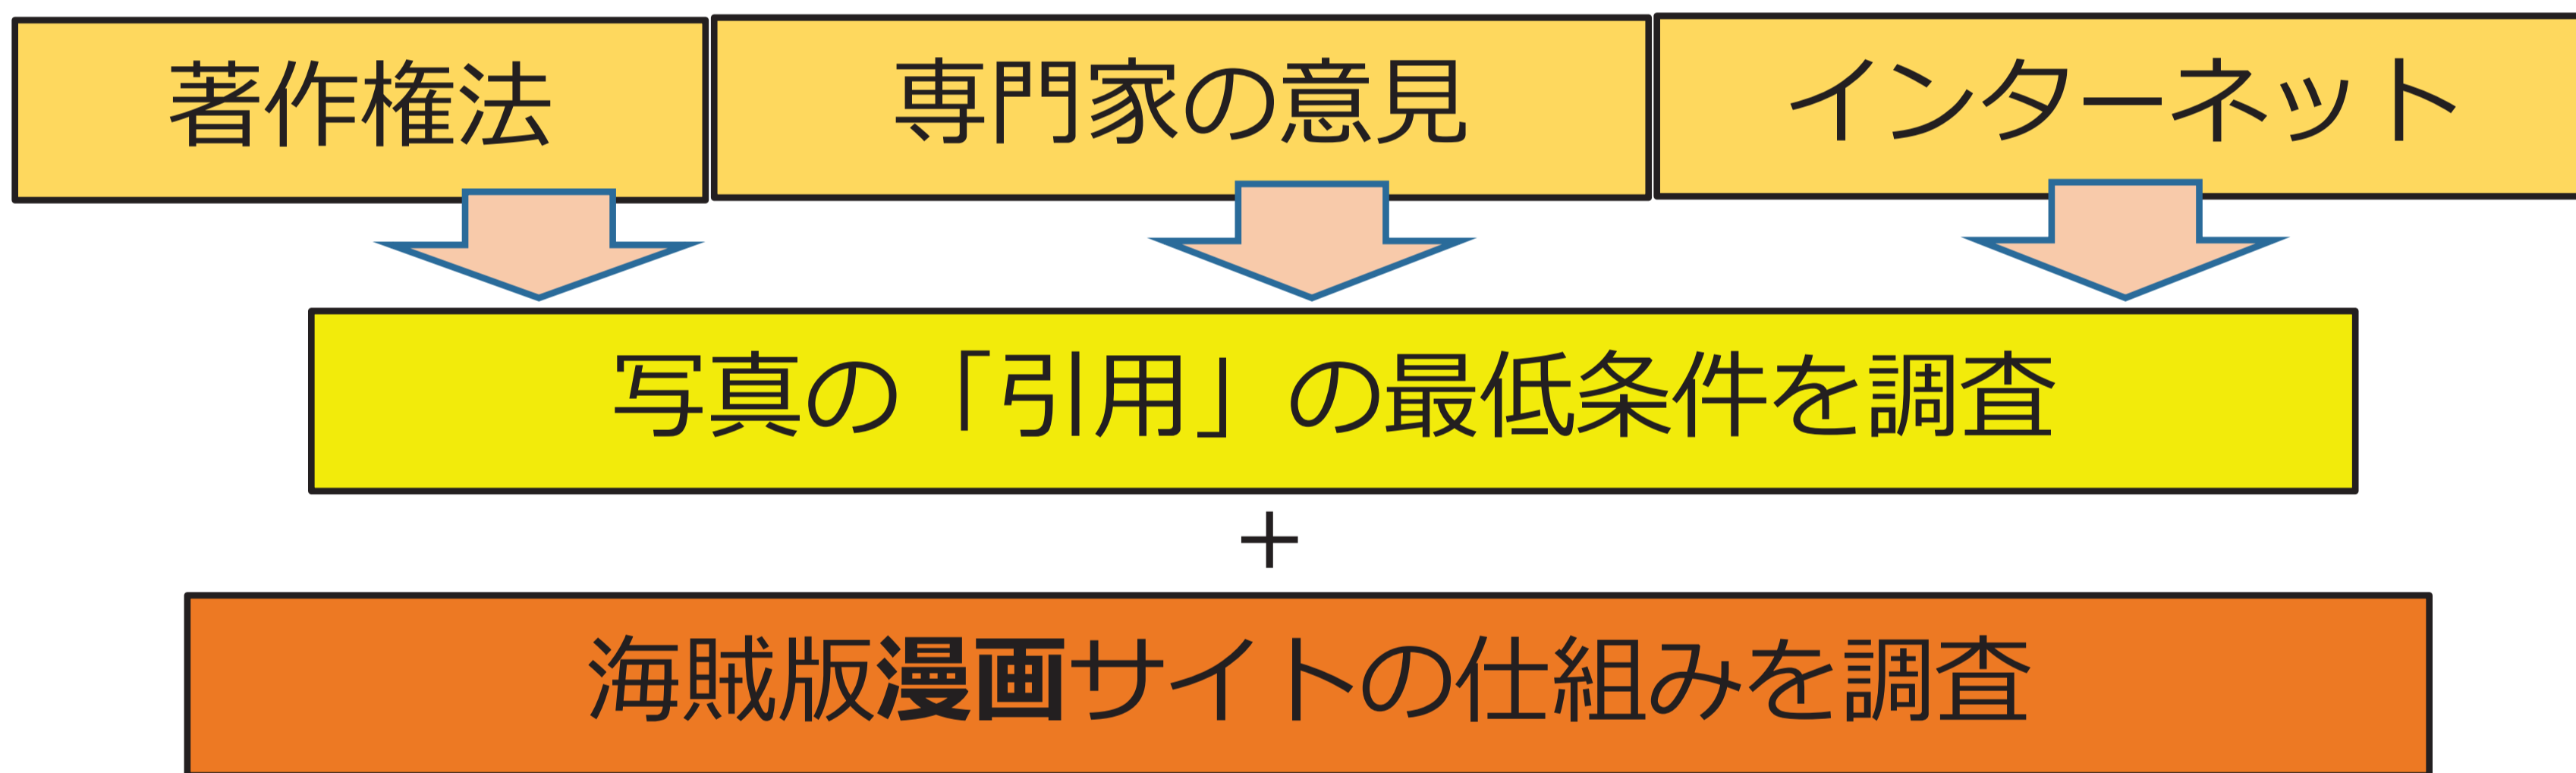 著作権法
専門家の意見
インターネット
写真の「引用」の最低条件を調査
+
海賊版漫画サイトの仕組みを調査